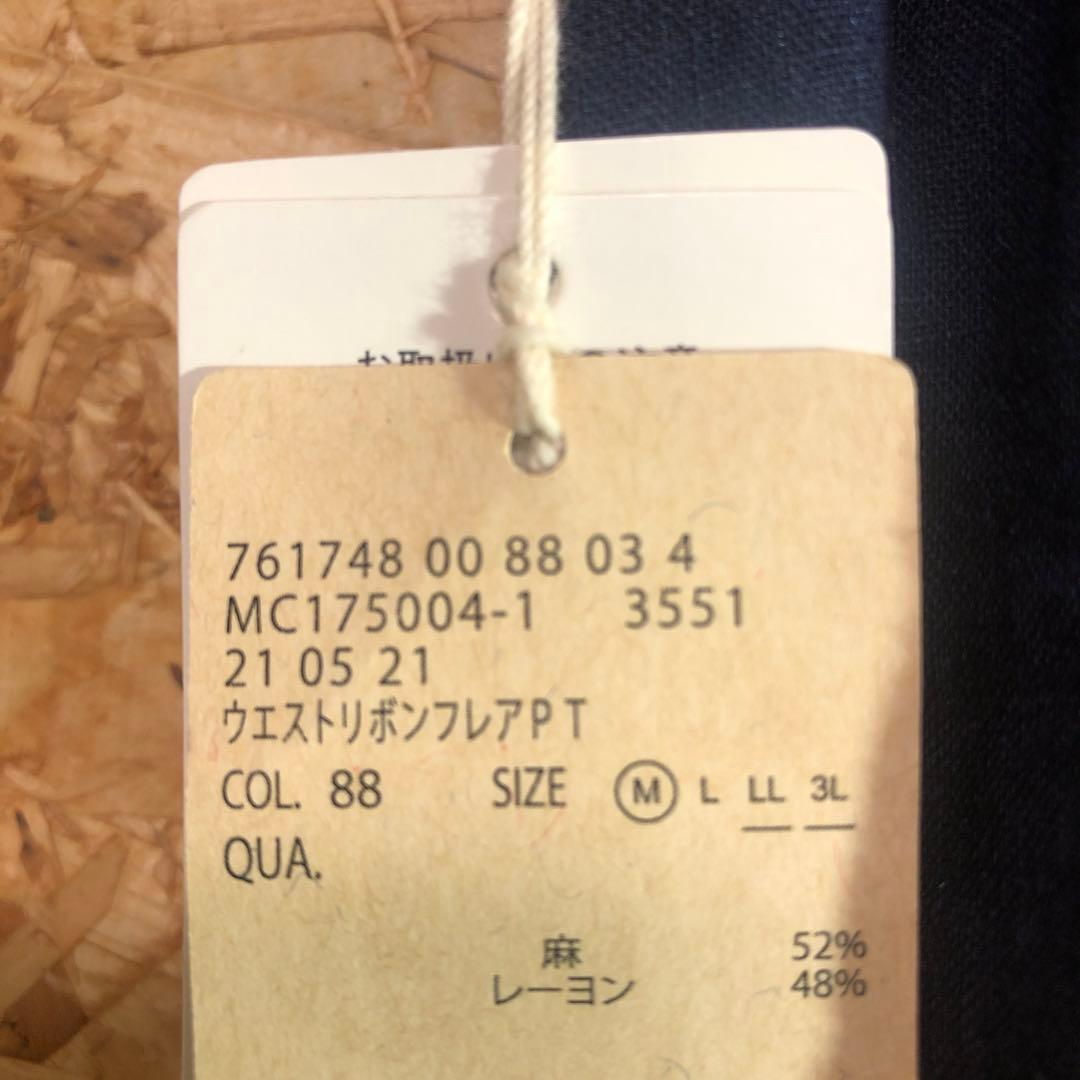 761748 00 88 03 4
MC175004-1 3551
21 05 21
ウエストリボンフレアPT
COL. 88 SIZE M L LL 3L
QUA.
麻 52%
レーヨン 48%